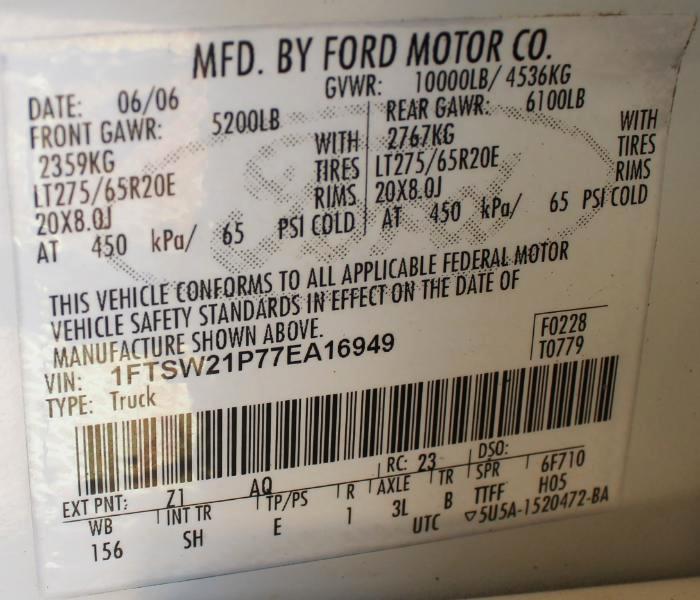 MFD. BY FORD MOTOR CO.
DATE: 06/06 GVWR: 10000LB/ 4536KG
FRONT GAWR: 5200LB REAR GAWR: 6100LB
2359KG WITH 2767KG WITH
LT275/65R20E TIRES LT275/65R20E TIRES
20X8.0J RIMS 20X8.0J RIMS
AT 450 kPa/ 65 PSI COLD AT 450 kPa/ 65 PSI COLD
THIS VEHICLE CONFORMS TO ALL APPLICABLE FEDERAL MOTOR
VEHICLE SAFETY STANDARDS IN EFFECT ON THE DATE OF
MANUFACTURE SHOWN ABOVE.
VIN: 1FTSW21P77EA16949 F0228
TYPE: Truck T0779
EXT PNT: Z1 AQ RC: 23 DSO:
WB INT TR TP/PS R AXLE TR SPR 6F710
156 SH E 1 3L B TTFF H05
UTC ▽5U5A-1520472-BA